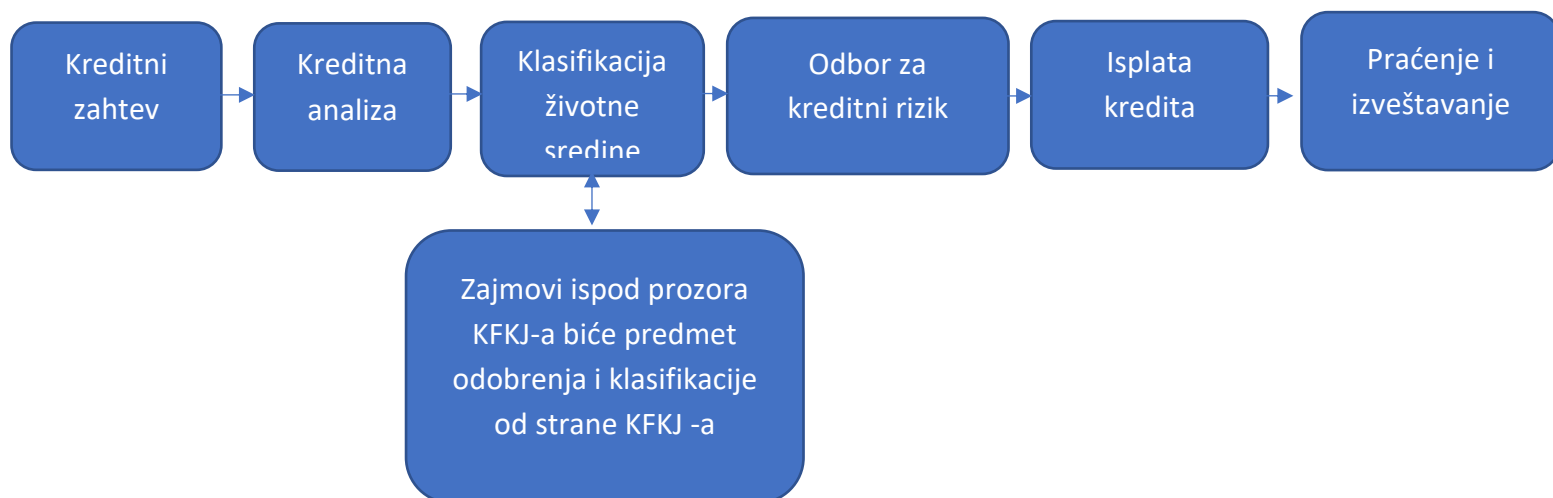 Kreditni
zahtev
Kreditna
analiza
Klasifikacija
životne
sredine
Odbor za
kreditni rizik
Isplata
kredita
Praćenje i
izveštavanje
Zajmovi ispod prozora
KFKJ-a biće predmet
odobrenja i klasifikacije
od strane KFKJ -a